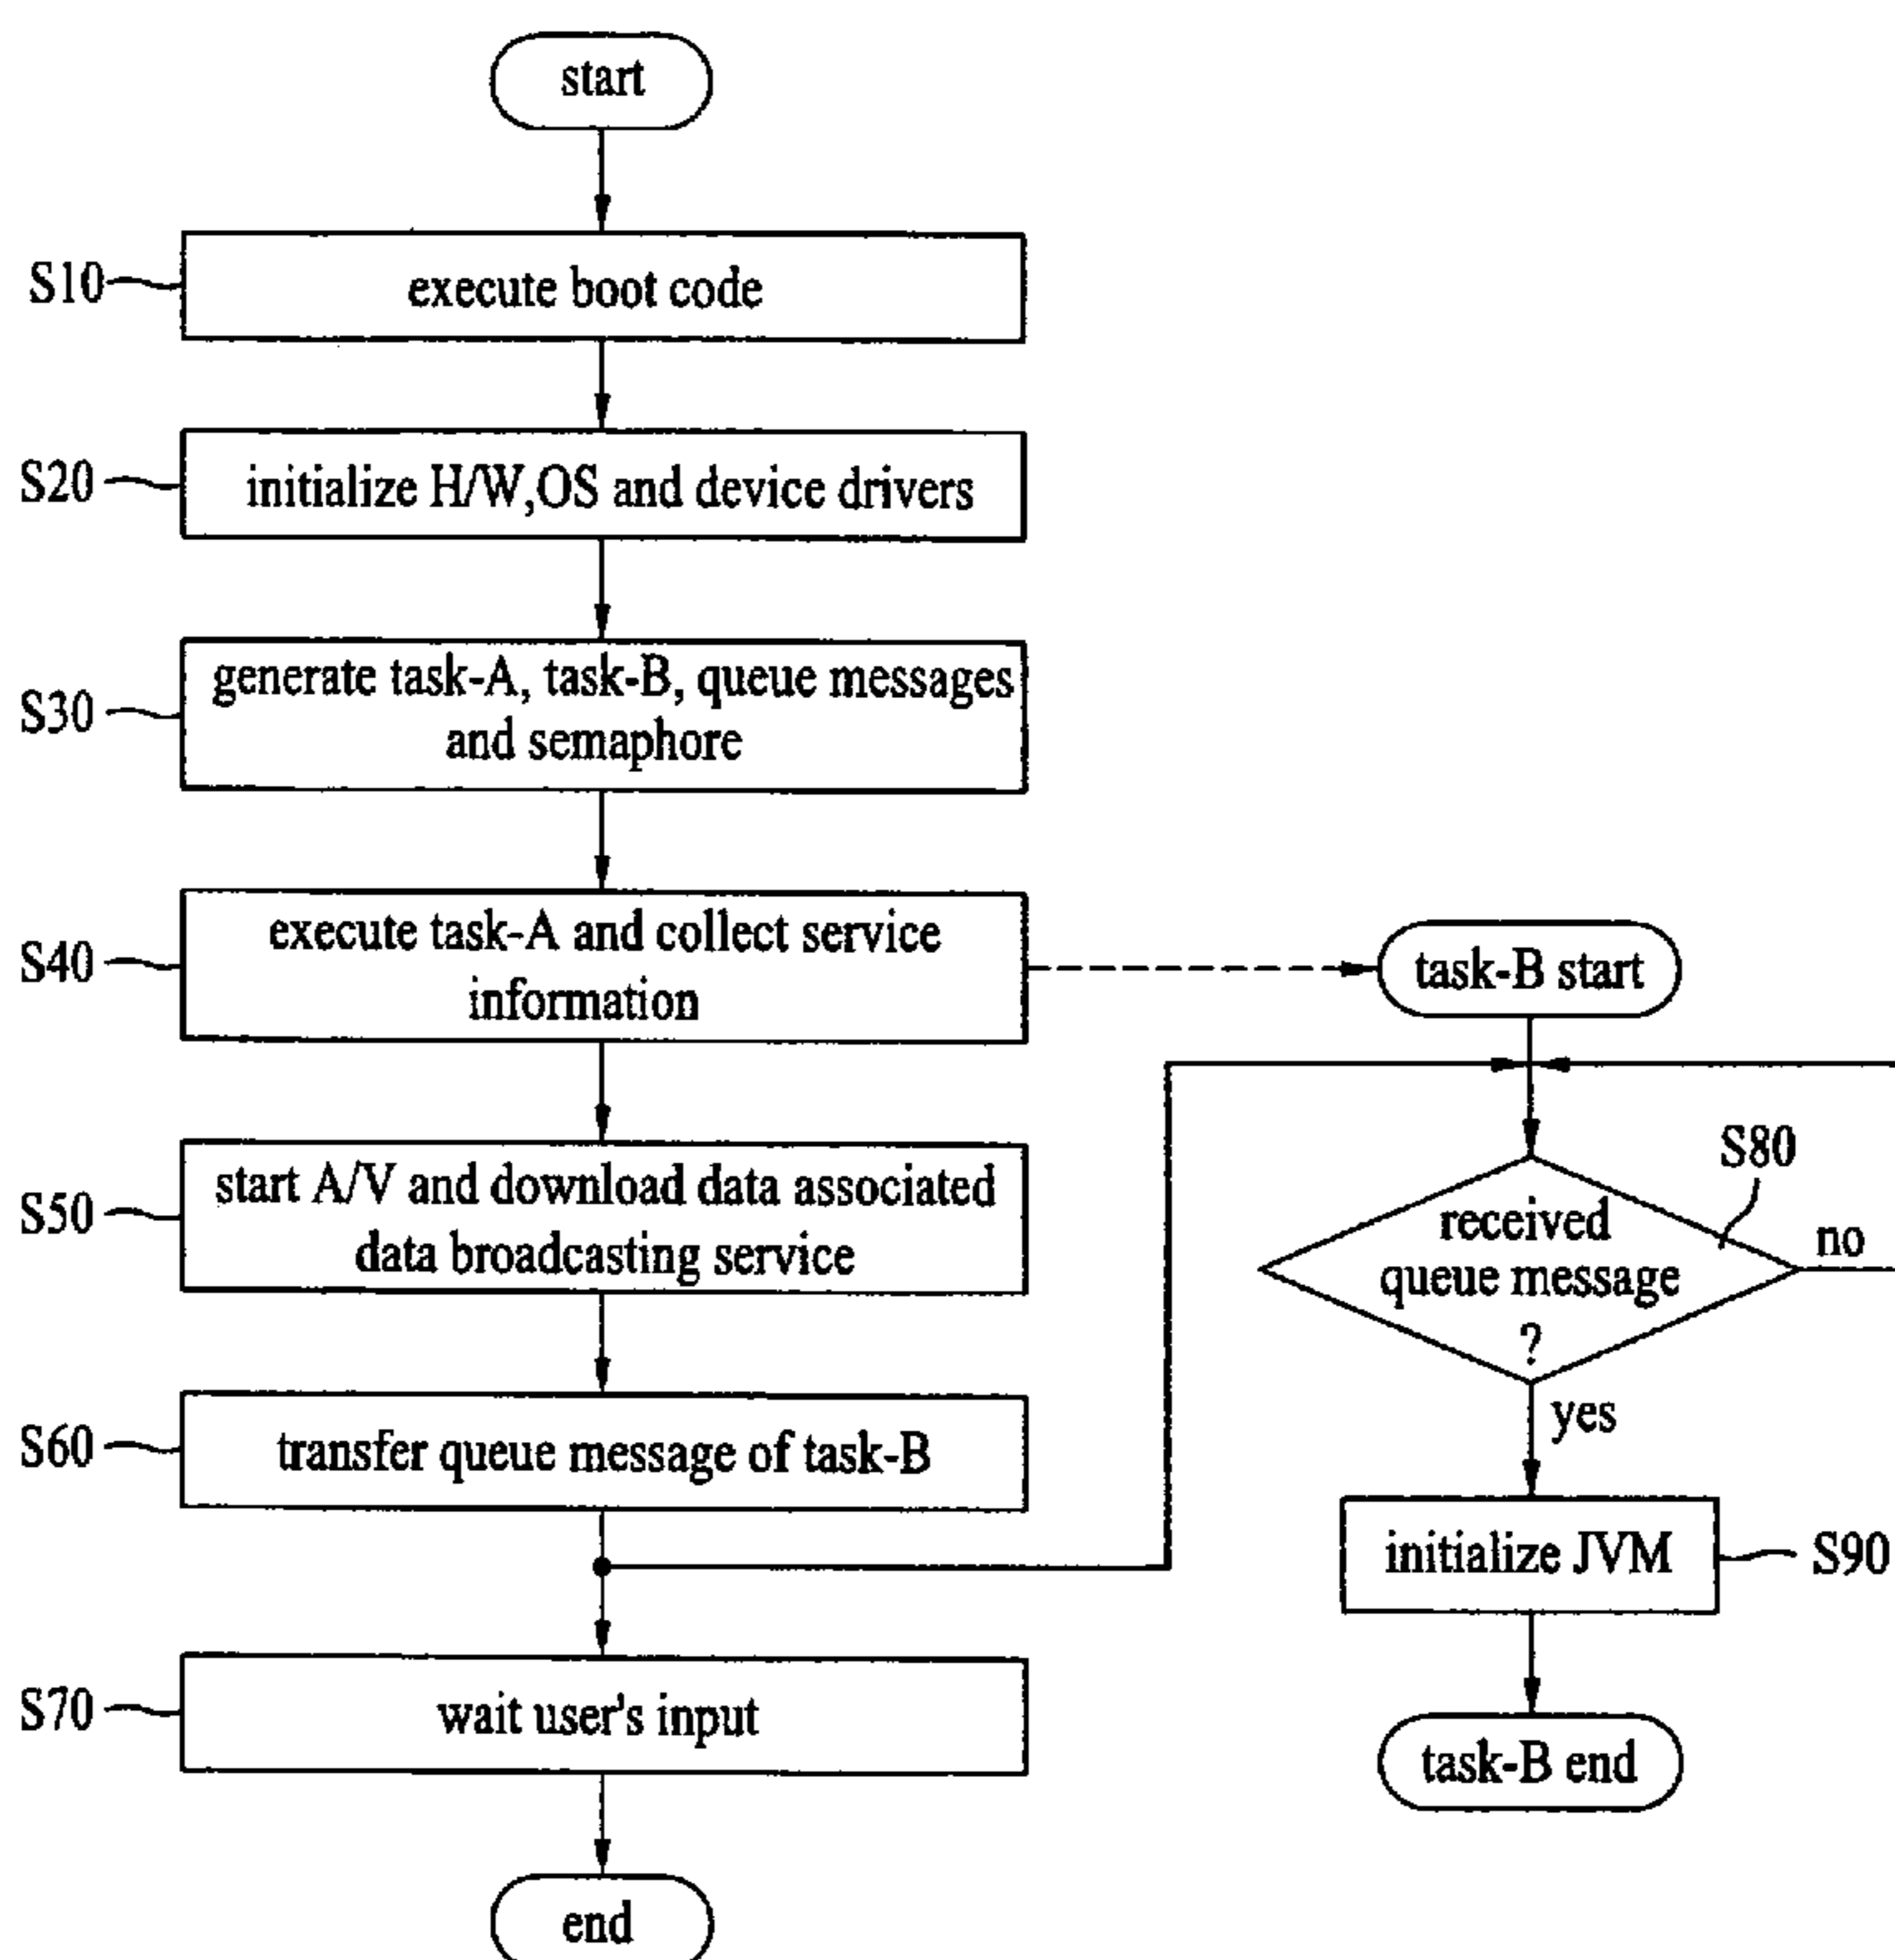 start
S10
execute boot code
S20
initialize H/W,OS and device drivers
S30
generate task-A, task-B, queue messages
and semaphore
S40
execute task-A and collect service
information
S50
start A/V and download data associated
data broadcasting service
S60
transfer queue message of task-B
S70
wait user's input
end
task-B start
S80
received
queue message
?
no
yes
initialize JVM
S90
task-B end